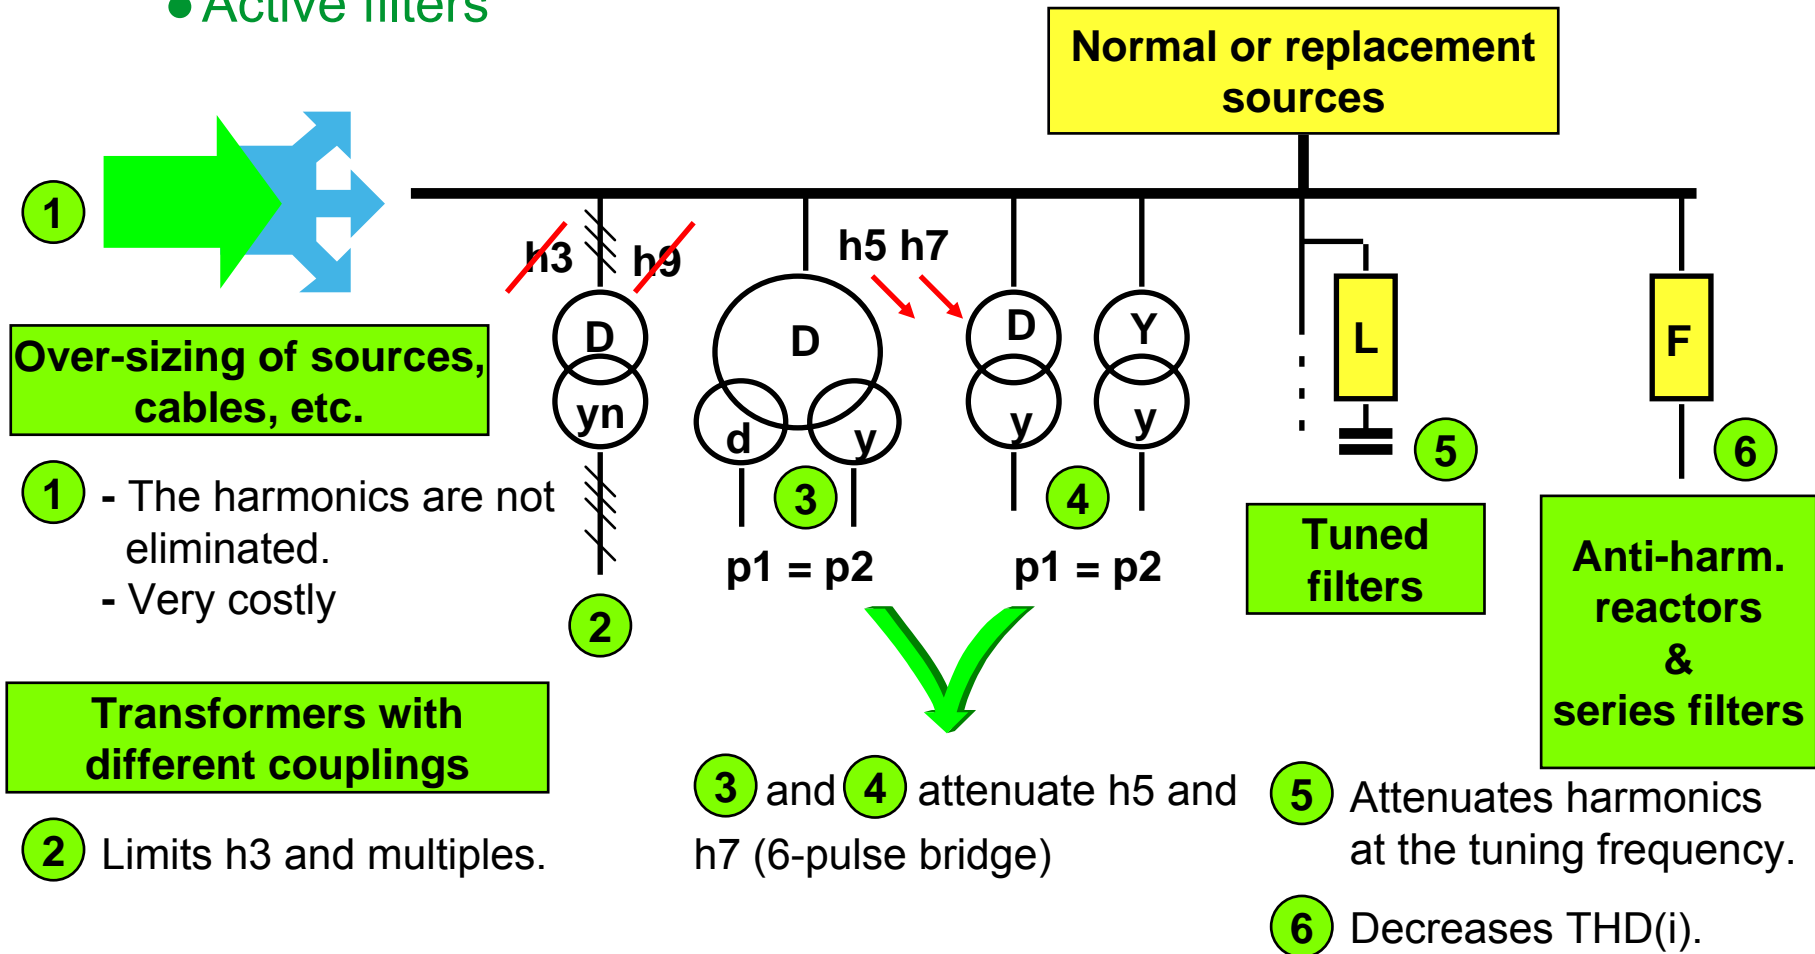 ● Active filters
Normal or replacement
sources
1
h3
h9
h5 h7
D
yn
D
d
y
D
y
Y
y
L
F
Over-sizing of sources,
cables, etc.
1 - The harmonics are not
eliminated.
- Very costly
2
3
p1 = p2
4
p1 = p2
5
Tuned
filters
6
Anti-harm.
reactors
&
series filters
Transformers with
different couplings
2 Limits h3 and multiples.
3 and 4 attenuate h5 and
h7 (6-pulse bridge)
5 Attenuates harmonics
at the tuning frequency.
6 Decreases THD(i).